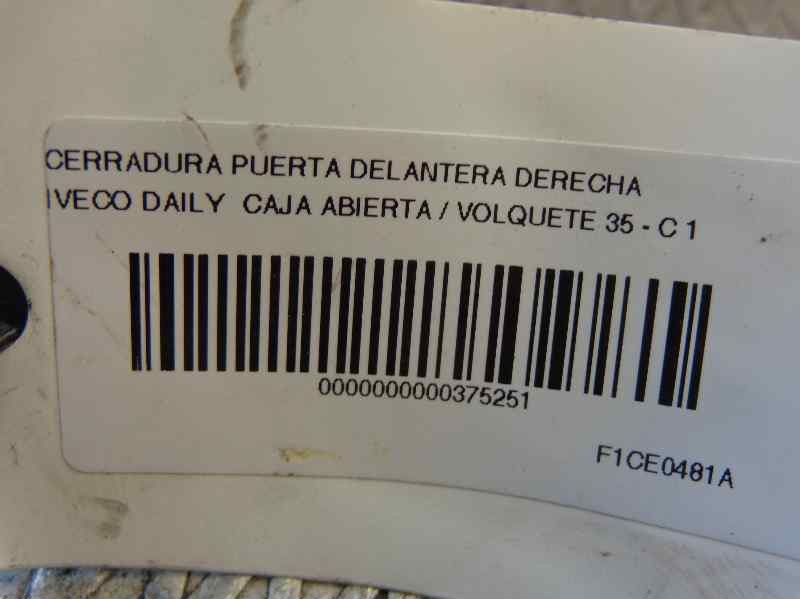 CERRADURA PUERTA DELANTERA DERECHA
IVECO DAILY CAJA ABIERTA / VOLQUETE 35 - C 1
0000000000375251
F1CE0481A